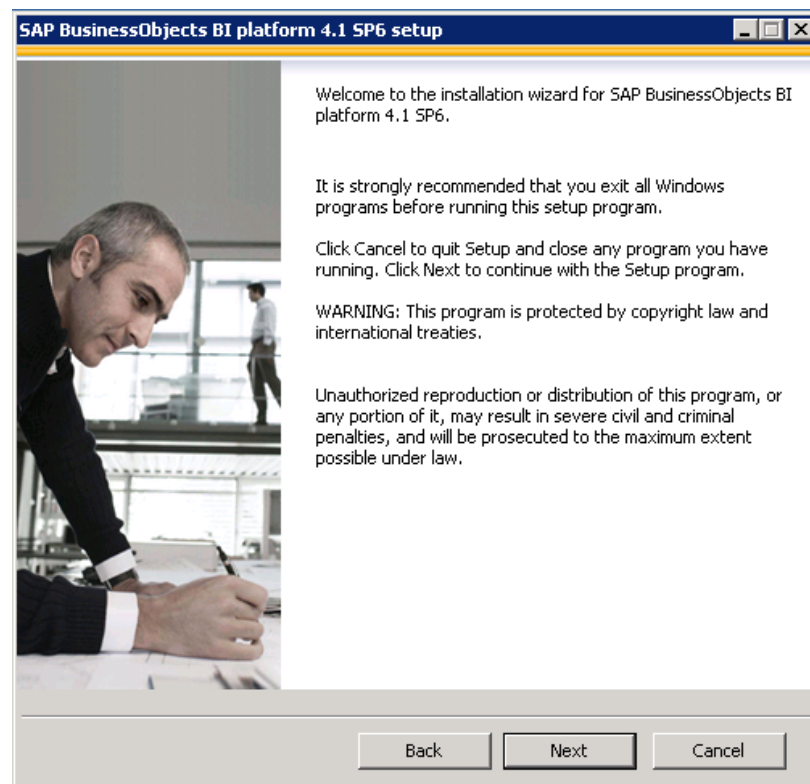 SAP BusinessObjects BI platform 4.1 SP6 setup
Welcome to the installation wizard for SAP BusinessObjects BI
platform 4.1 SP6.
It is strongly recommended that you exit all Windows
programs before running this setup program.
Click Cancel to quit Setup and close any program you have
running. Click Next to continue with the Setup program.
WARNING: This program is protected by copyright law and
international treaties.
Unauthorized reproduction or distribution of this program, or
any portion of it, may result in severe civil and criminal
penalties, and will be prosecuted to the maximum extent
possible under law.
Back
Next
Cancel